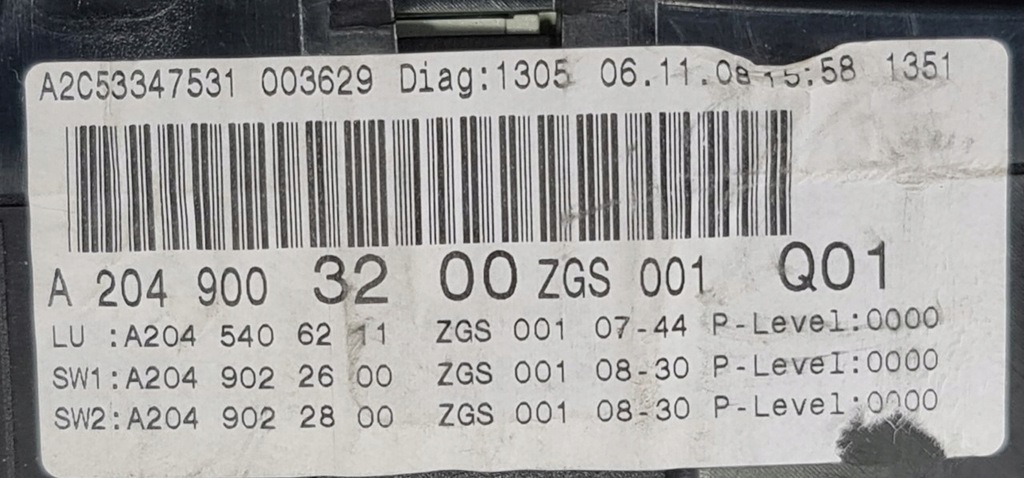 A2C53347531 003629 Diag:1305 06.11.08 15:58 1351
A 204 900 32 00 ZGS 001 Q01
LU :A204 540 62 11 ZGS 001 07-44 P-Level:0000
SW1:A204 902 26 00 ZGS 001 08-30 P-Level:0000
SW2:A204 902 28 00 ZGS 001 08-30 P-Level:0000